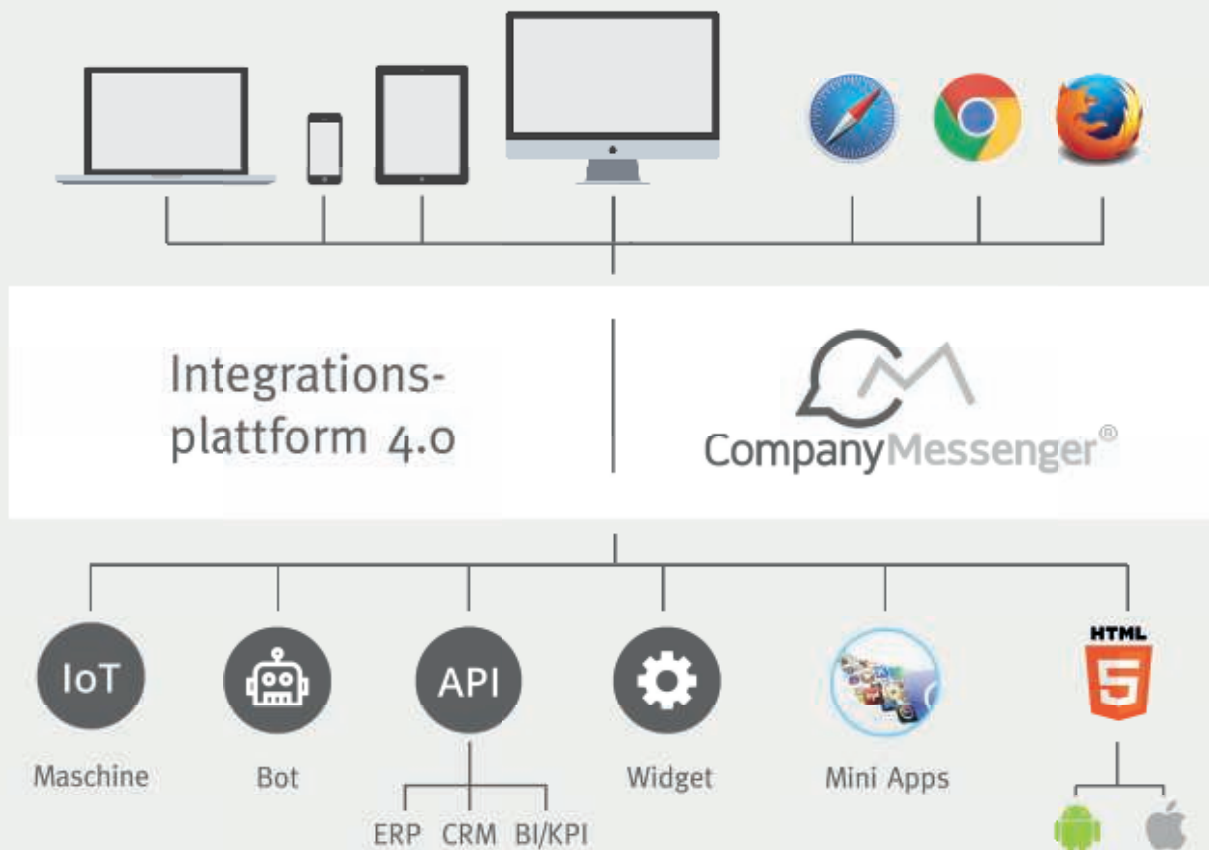 Integrations-
plattform 4.0
CompanyMessenger®
IoT
API
HTML
5
Maschine
Bot
Widget
Mini Apps
ERP CRM BI/KPI